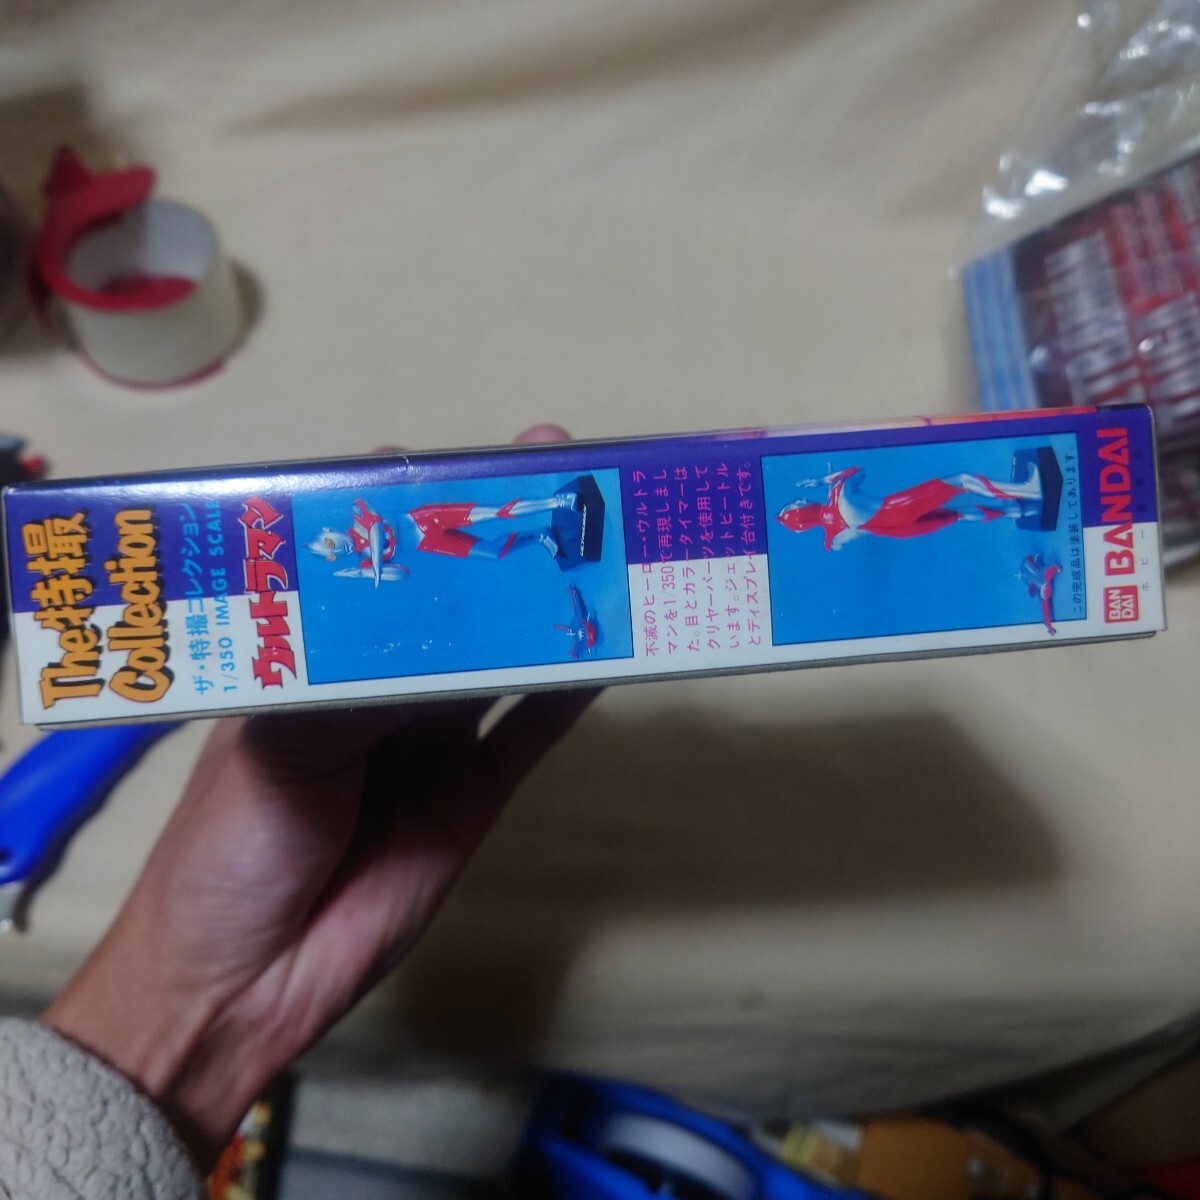 The特撮
Collection
ザ・特撮コレクション
1/350 IMAGE SCALE
ウルトラマン
不滅のヒーロー・ウルトラ
マンを1/350で再現しまし
た。目とカラータイマーは
クリヤーパーツを使用して
います。ジェットビートル
とディスプレイ台付きです。
この完成品は塗装してあります。
BAN
DAI
BANDAI
ホビー